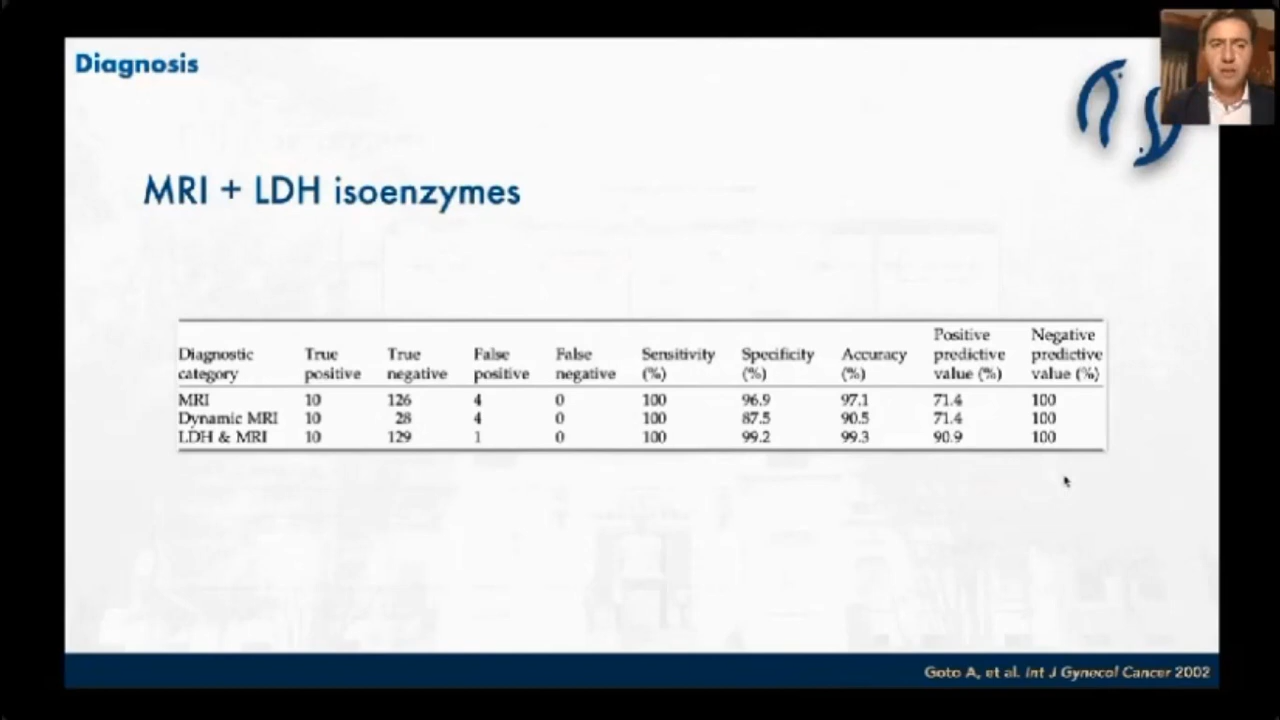 Diagnosis
MRI + LDH isoenzymes
Diagnostic category True positive True negative False positive False negative Sensitivity (%) Specificity (%) Accuracy (%) Positive predictive value (%) Negative predictive value (%)
MRI 10 126 4 0 100 96.9 97.1 71.4 100
Dynamic MRI 10 28 4 0 100 87.5 90.5 71.4 100
LDH & MRI 10 129 1 0 100 99.2 99.3 90.9 100
Goto A, et al. Int J Gynecol Cancer 2002